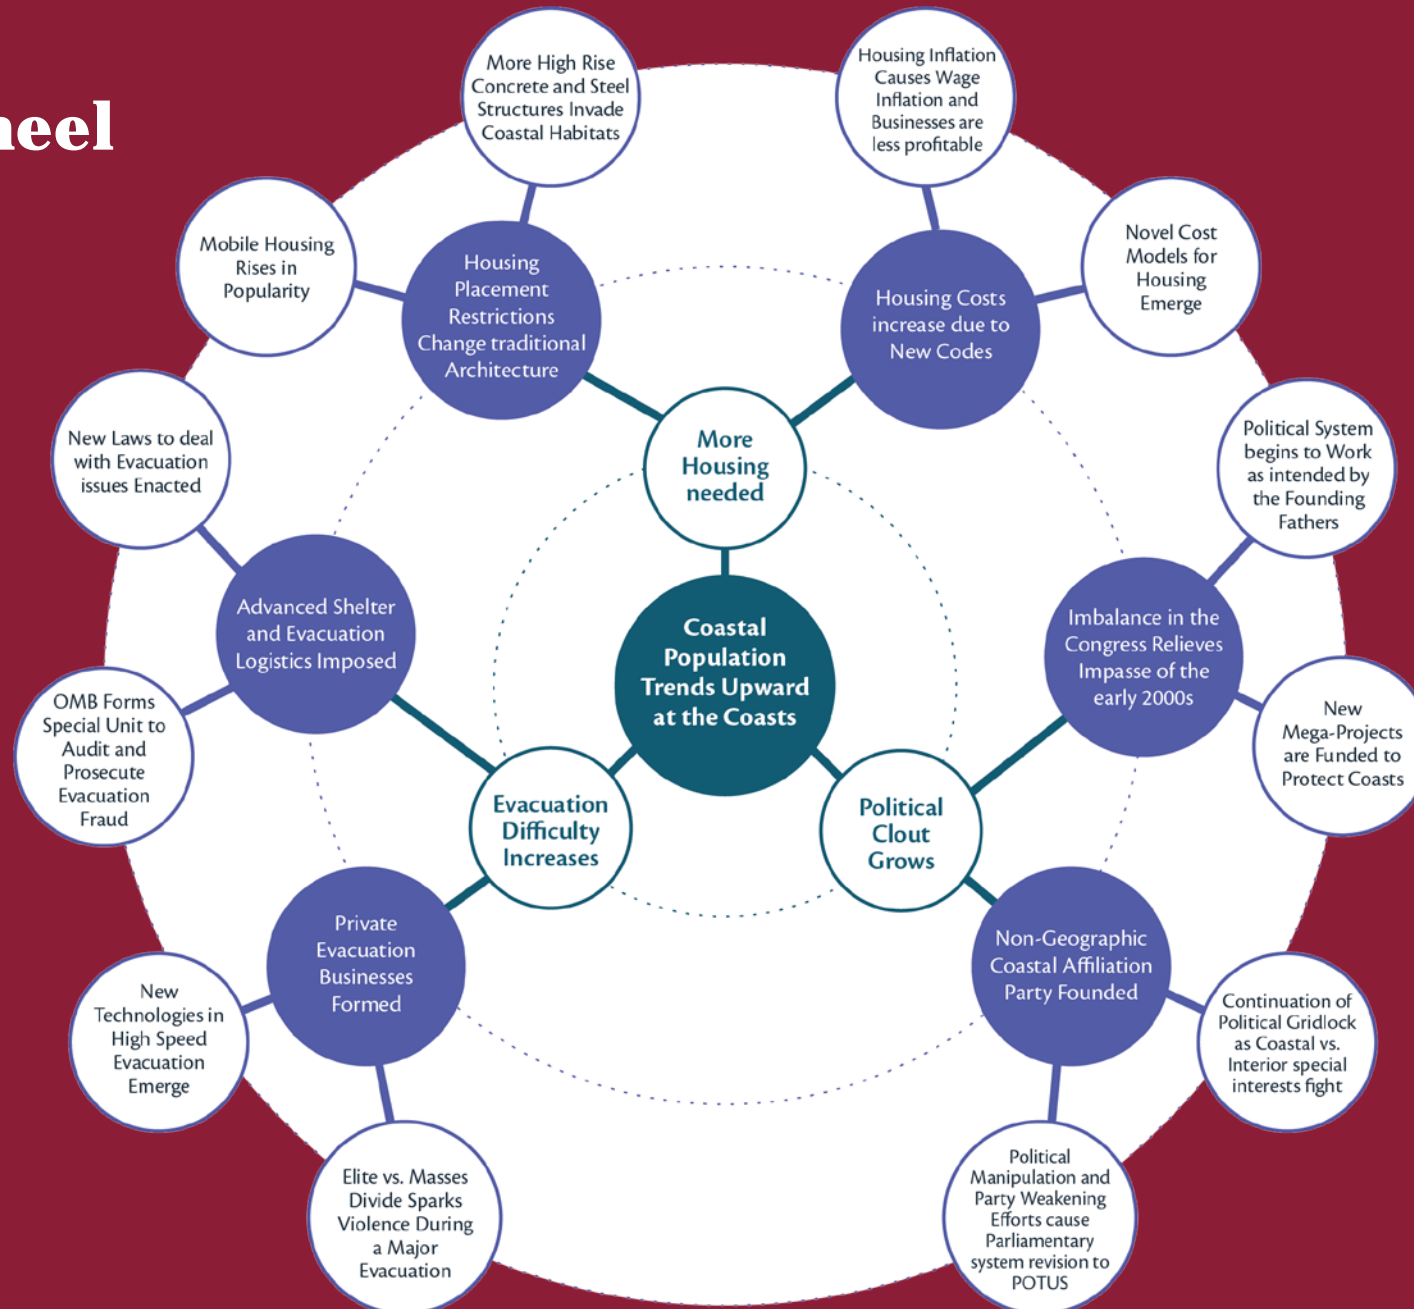 heel
More High Rise
Concrete and Steel
Structures Invade
Coastal Habitats
Housing Inflation
Causes Wage
Inflation and
Businesses are
less profitable
Mobile Housing
Rises in
Popularity
Housing
Placement
Restrictions
Change traditional
Architecture
Housing Costs
increase due to
New Codes
Novel Cost
Models for
Housing
Emerge
New Laws to deal
with Evacuation
issues Enacted
More
Housing
needed
Political System
begins to Work
as intended by
the Founding
Fathers
Advanced Shelter
and Evacuation
Logistics Imposed
Coastal
Population
Trends Upward
at the Coasts
Imbalance in the
Congress Relieves
Impasse of the
early 2000s
OMB Forms
Special Unit to
Audit and
Prosecute
Evacuation
Fraud
Evacuation
Difficulty
Increases
Political
Clout
Grows
New
Mega-Projects
are Funded to
Protect Coasts
Private
Evacuation
Businesses
Formed
Non-Geographic
Coastal Affiliation
Party Founded
New
Technologies in
High Speed
Evacuation
Emerge
Continuation of
Political Gridlock
as Coastal vs.
Interior special
interests fight
Elite vs. Masses
Divide Sparks
Violence During
a Major
Evacuation
Political
Manipulation and
Party Weakening
Efforts cause
Parliamentary
system revision to
POTUS